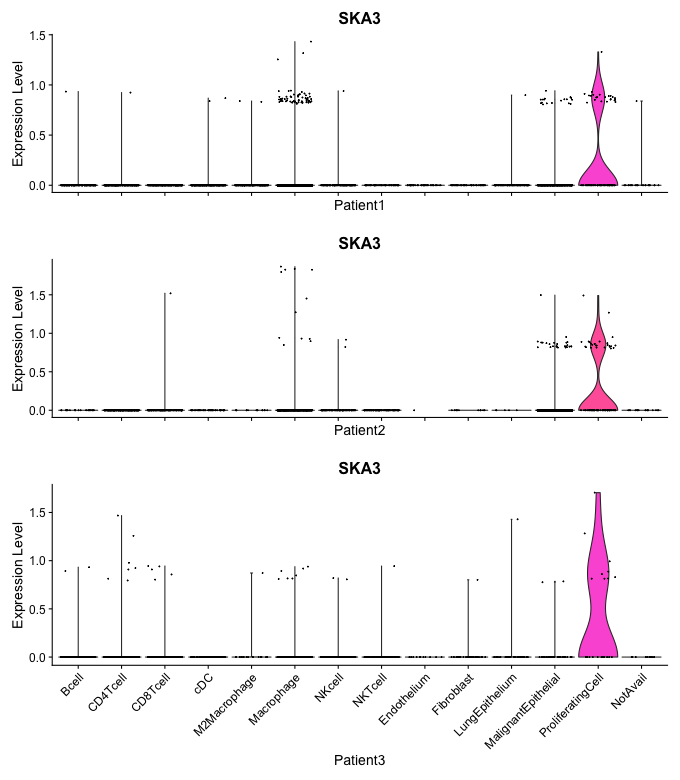 SKA3
Expression Level
1.5
1.0
0.5
0.0
Patient1
SKA3
Expression Level
1.5
1.0
0.5
0.0
Patient2
SKA3
Expression Level
1.5
1.0
0.5
0.0
Bcell
CD4Tcell
CD8Tcell
cDC
M2Macrophage
Macrophage
NKcell
NKTcell
Endothelium
Fibroblast
LungEpithelium
MalignantEpithelial
ProliferatingCell
NotAvail
Patient3